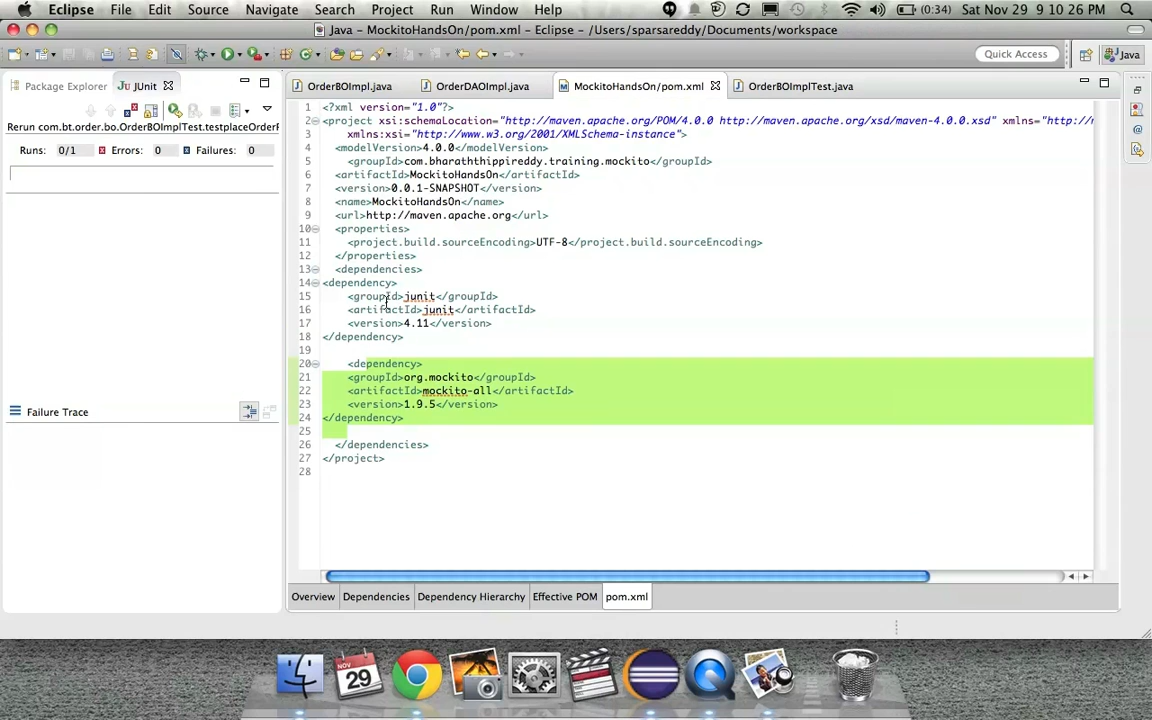 Eclipse File Edit Source Navigate Search Project Run Window Help (0:34) Sat Nov 29 9:10:26 PM
Java – MockitoHandsOn/pom.xml – Eclipse – /Users/sparsareddy/Documents/workspace
Quick Access Java
Package Explorer JUnit
OrderBOImpl.java OrderDAOImpl.java MockitoHandsOn/pom.xml OrderBOImplTest.java
Rerun com.bt.order.bo.OrderBOImplTest.testplaceOrderF
Runs: 0/1 Errors: 0 Failures: 0
Failure Trace
1 <?xml version="1.0"?>
2 <project xsi:schemaLocation="http://maven.apache.org/POM/4.0.0 http://maven.apache.org/xsd/maven-4.0.0.xsd" xmlns="http://r
3 xmlns:xsi="http://www.w3.org/2001/XMLSchema-instance">
4 <modelVersion>4.0.0</modelVersion>
5 <groupId>com.bharaththippireddy.training.mockito</groupId>
6 <artifactId>MockitoHandsOn</artifactId>
7 <version>0.0.1-SNAPSHOT</version>
8 <name>MockitoHandsOn</name>
9 <url>http://maven.apache.org</url>
10 <properties>
11 <project.build.sourceEncoding>UTF-8</project.build.sourceEncoding>
12 </properties>
13 <dependencies>
14 <dependency>
15 <groupId>junit</groupId>
16 <artifactId>junit</artifactId>
17 <version>4.11</version>
18 </dependency>
19
20 <dependency>
21 <groupId>org.mockito</groupId>
22 <artifactId>mockito-all</artifactId>
23 <version>1.9.5</version>
24 </dependency>
25
26 </dependencies>
27 </project>
28
Overview Dependencies Dependency Hierarchy Effective POM pom.xml
NOV
29